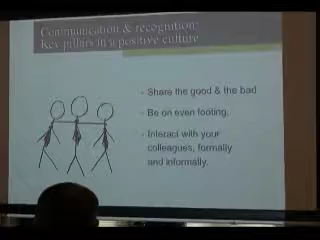 Communication & recognition:
Key pillars in a positive culture
- Share the good & the bad
- Be on even footing.
- Interact with your
colleagues, formally
and informally.